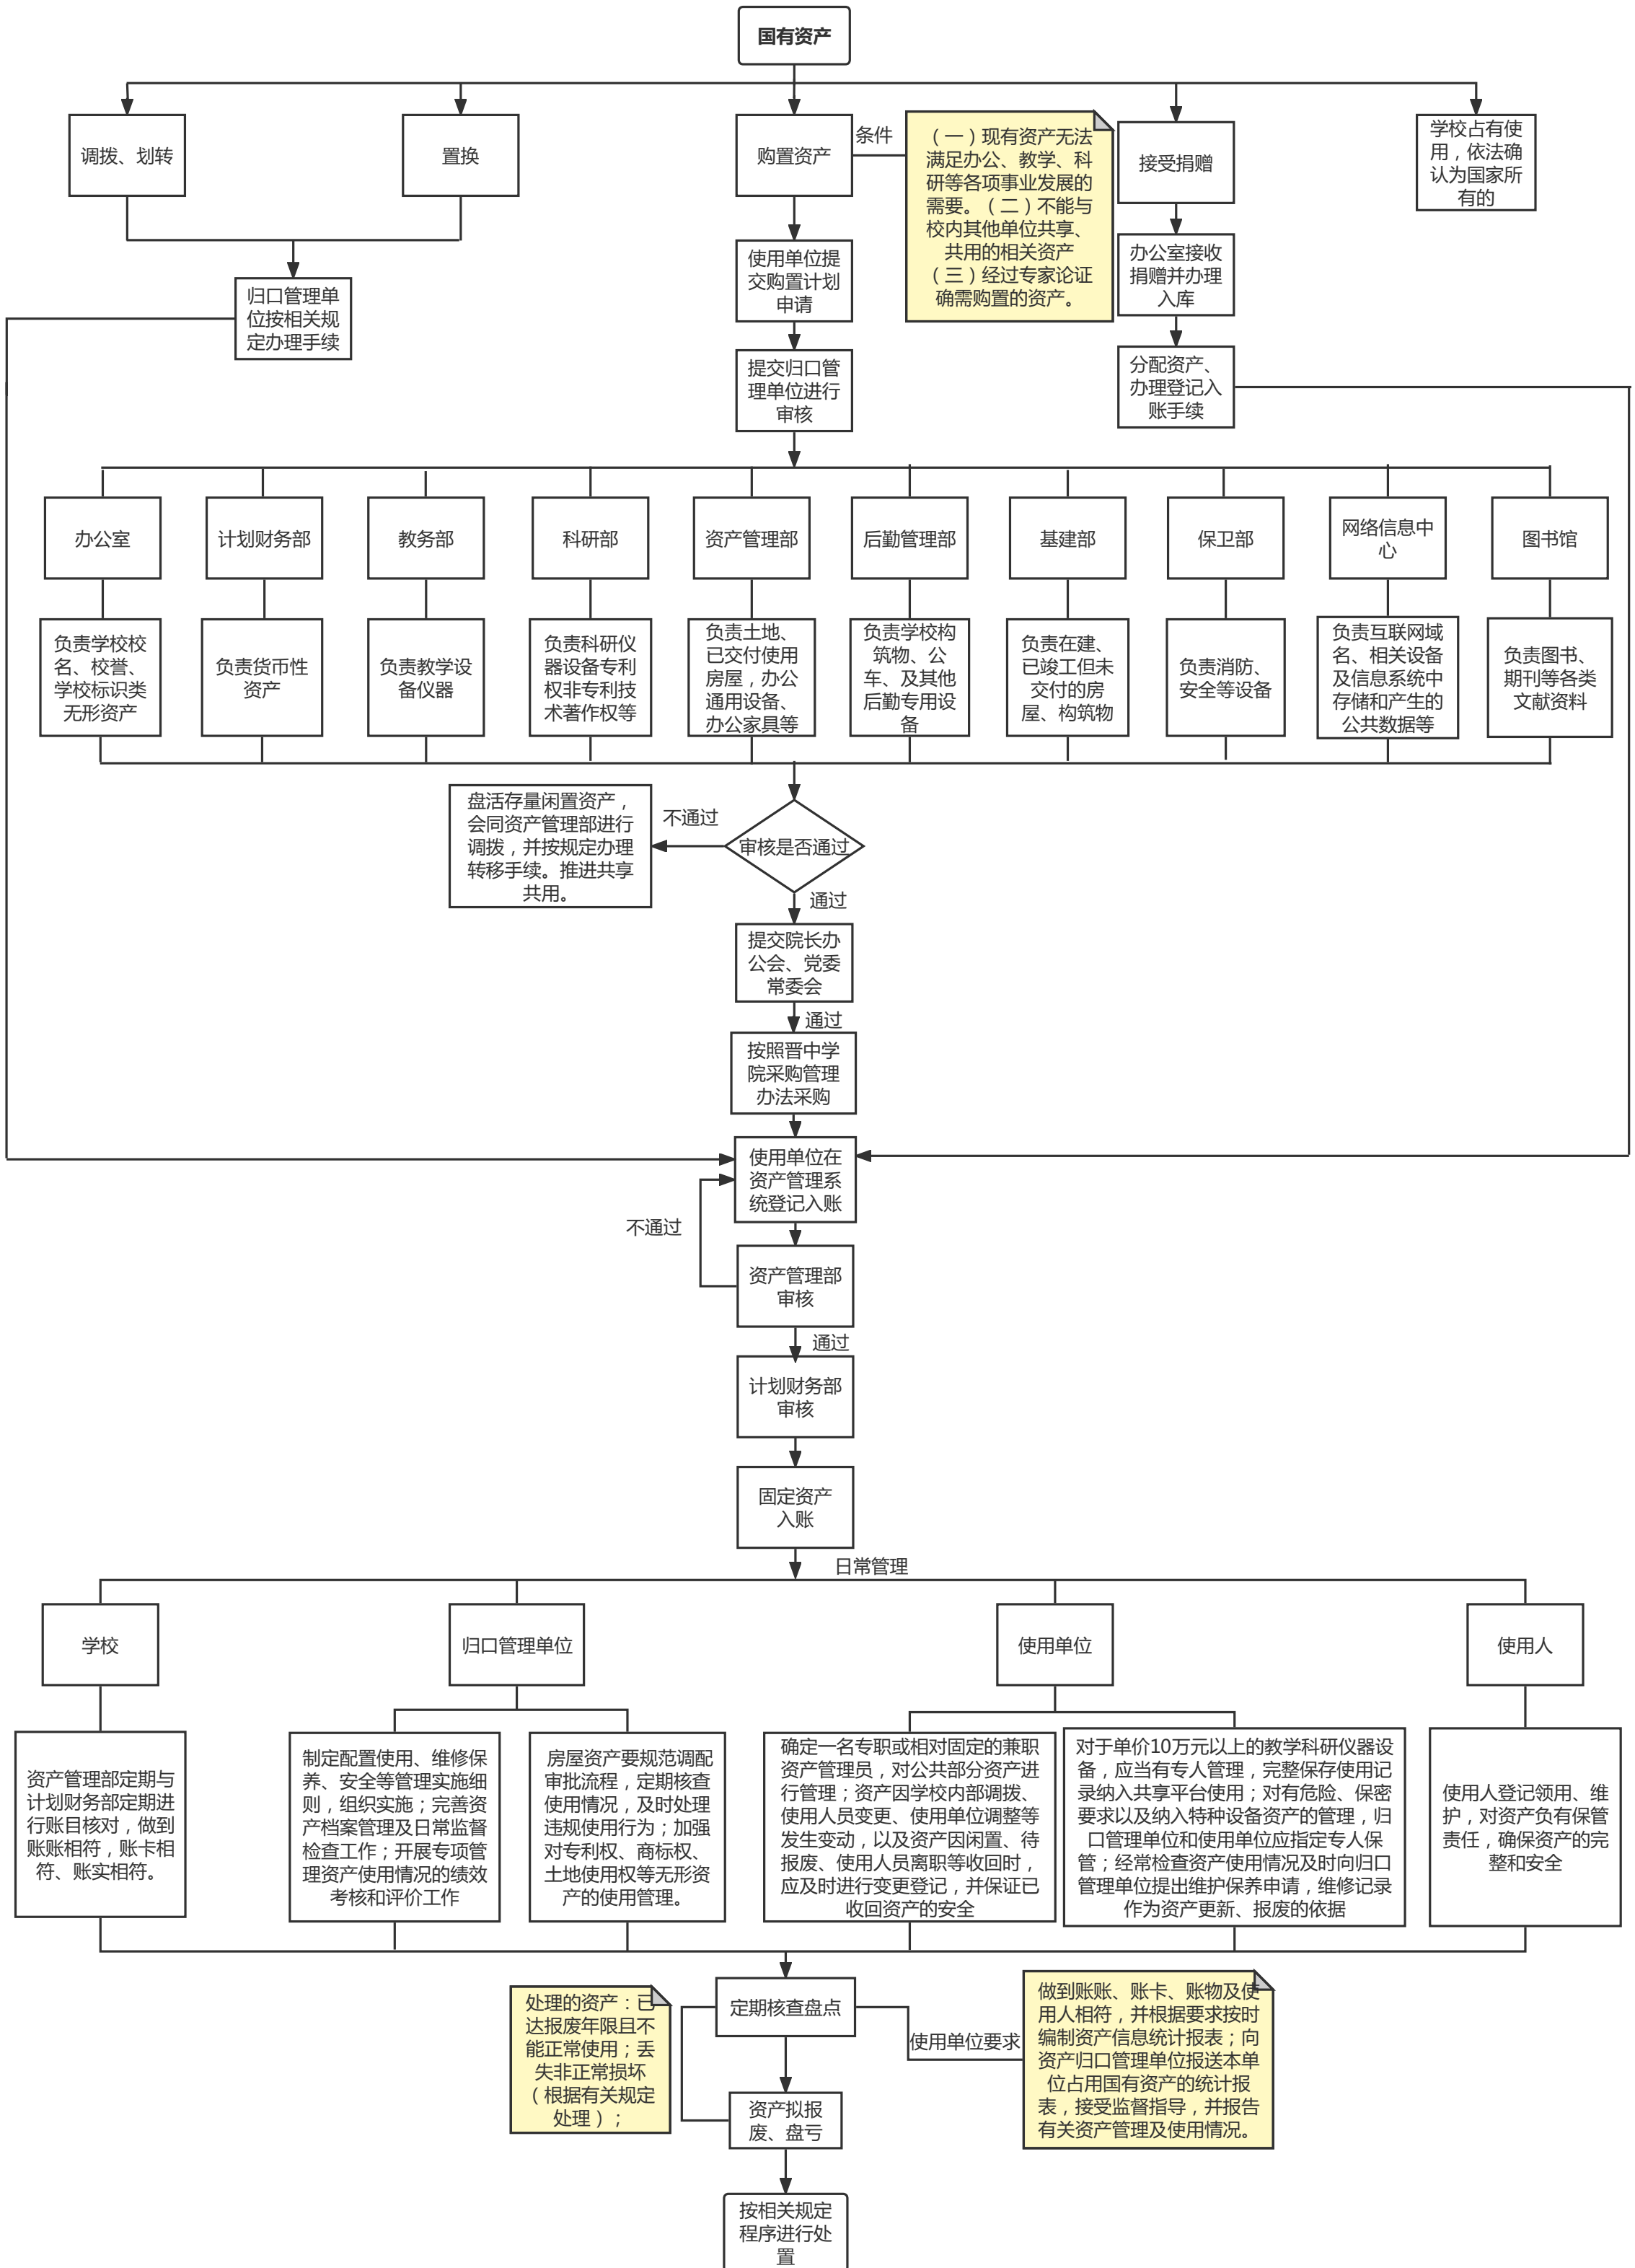 国有资产
调拨、划转
置换
购置资产
条件
（一）现有资产无法
满足办公、教学、科
研等各项事业发展的
需要。（二）不能与
校内其他单位共享、
共用的相关资产
（三）经过专家论证
确需购置的资产。
接受捐赠
学校占有使
用，依法确
认为国家所
有的
归口管理单
位按相关规
定办理手续
使用单位提
交购置计划
申请
办公室接收
捐赠并办理
入库
提交归口管
理单位进行
审核
分配资产、
办理登记入
账手续
办公室
计划财务部
教务部
科研部
资产管理部
后勤管理部
基建部
保卫部
网络信息中
心
图书馆
负责学校校
名、校誉、
学校标识类
无形资产
负责货币性
资产
负责教学设
备仪器
负责科研仪
器设备专利
权非专利技
术著作权等
负责土地、
已交付使用
房屋，办公
通用设备、
办公家具等
负责学校构
筑物、公
车、及其他
后勤专用设
备
负责在建、
已竣工但未
交付的房
屋、构筑物
负责消防、
安全等设备
负责互联网域
名、相关设备
及信息系统中
存储和产生的
公共数据等
负责图书、
期刊等各类
文献资料
盘活存量闲置资产，
会同资产管理部进行
调拨，并按规定办理
转移手续。推进共享
共用。
不通过
审核是否通过
通过
提交院长办
公会、党委
常委会
通过
按照晋中学
院采购管理
办法采购
使用单位在
资产管理系
统登记入账
不通过
资产管理部
审核
通过
计划财务部
审核
固定资产
入账
日常管理
学校
归口管理单位
使用单位
使用人
资产管理部定期与
计划财务部定期进
行账目核对，做到
账账相符，账卡相
符、账实相符。
制定配置使用、维修保
养、安全等管理实施细
则，组织实施；完善资
产档案管理及日常监督
检查工作；开展专项管
理资产使用情况的绩效
考核和评价工作
房屋资产要规范调配
审批流程，定期核查
使用情况，及时处理
违规使用行为；加强
对专利权、商标权、
土地使用权等无形资
产的使用管理。
确定一名专职或相对固定的兼职
资产管理员，对公共部分资产进
行管理；资产因学校内部调拨、
使用人员变更、使用单位调整等
发生变动，以及资产因闲置、待
报废、使用人员离职等收回时，
应及时进行变更登记，并保证已
收回资产的安全
对于单价10万元以上的教学科研仪器设
备，应当有专人管理，完整保存使用记
录纳入共享平台使用；对有危险、保密
要求以及纳入特种设备资产的管理，归
口管理单位和使用单位应指定专人保
管；经常检查资产使用情况及时向归口
管理单位提出维护保养申请，维修记录
作为资产更新、报废的依据
使用人登记领用、维
护，对资产负有保管
责任，确保资产的完
整和安全
处理的资产：已
达报废年限且不
能正常使用；丢
失非正常损坏
（根据有关规定
处理）；
定期核查盘点
使用单位要求
做到账账、账卡、账物及使
用人相符，并根据要求按时
编制资产信息统计报表；向
资产归口管理单位报送本单
位占用国有资产的统计报
表，接受监督指导，并报告
有关资产管理及使用情况。
资产拟报
废、盘亏
按相关规定
程序进行处
置